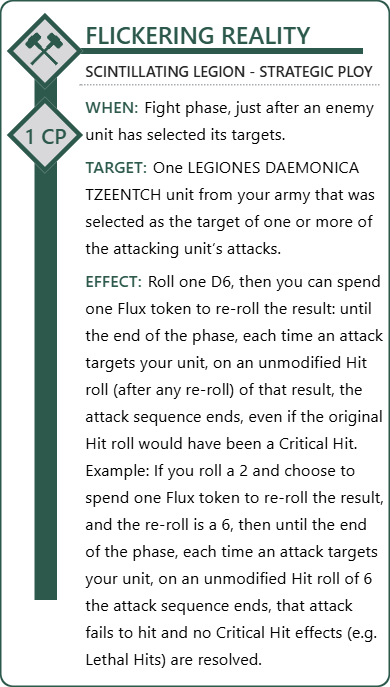 FLICKERING REALITY
SCINTILLATING LEGION - STRATEGIC PLOY
1 CP
WHEN: Fight phase, just after an enemy
unit has selected its targets.
TARGET: One LEGIONES DAEMONICA
TZEENTCH unit from your army that was
selected as the target of one or more of
the attacking unit's attacks.
EFFECT: Roll one D6, then you can spend
one Flux token to re-roll the result: until
the end of the phase, each time an attack
targets your unit, on an unmodified Hit
roll (after any re-roll) of that result, the
attack sequence ends, even if the original
Hit roll would have been a Critical Hit.
Example: If you roll a 2 and choose to
spend one Flux token to re-roll the result,
and the re-roll is a 6, then until the end
of the phase, each time an attack targets
your unit, on an unmodified Hit roll of 6
the attack sequence ends, that attack
fails to hit and no Critical Hit effects (e.g.
Lethal Hits) are resolved.